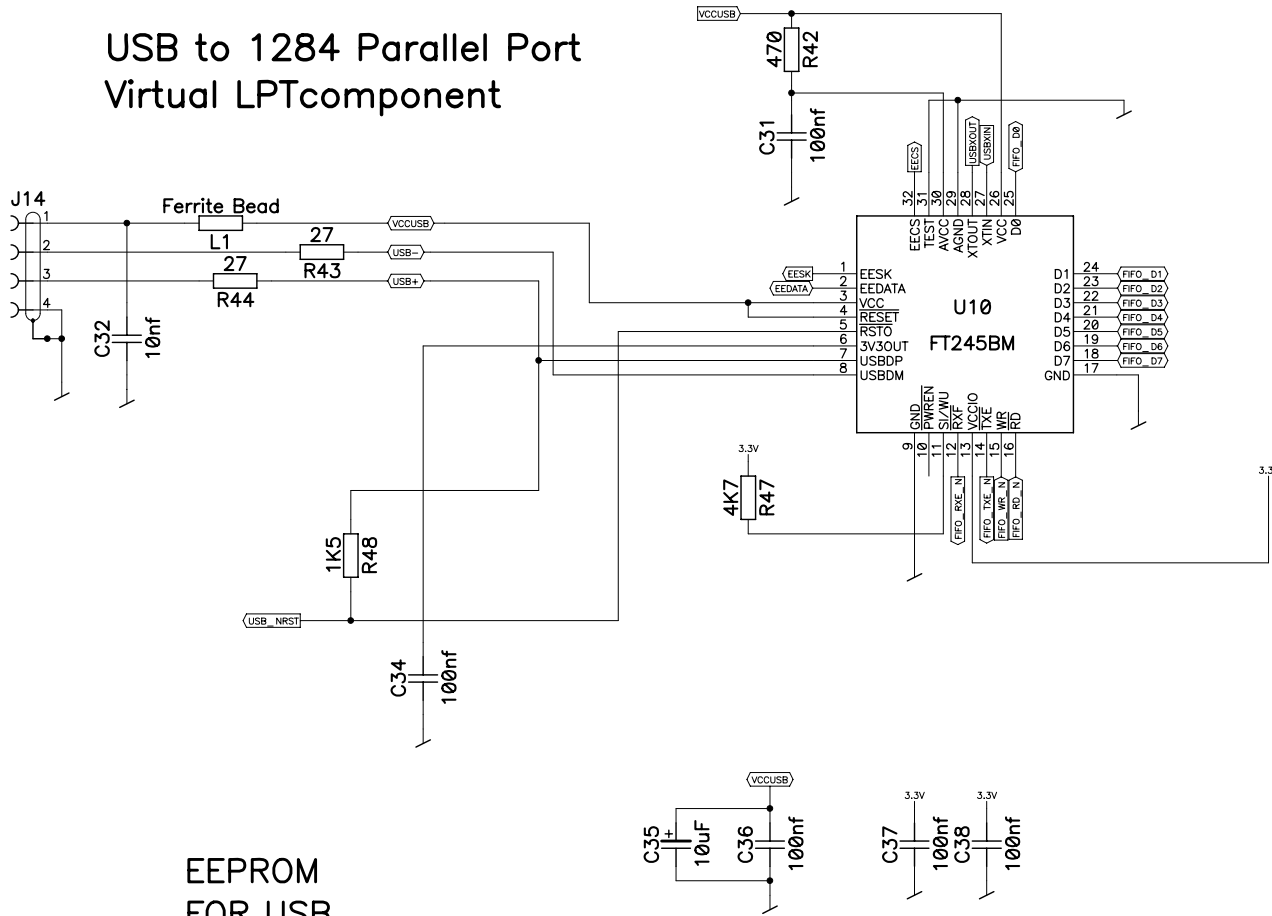 USB to 1284 Parallel Port
Virtual LPTcomponent
VCCUSB
470
R42
C31
100nf
EECS
USBXOUT
USBXIN
FIFO_D0
32
31
30
29
28
27
26
25
EECS
TEST
AVCC
AGND
XTOUT
XTIN
VCC
D0
J14
1
2
3
4
Ferrite Bead
L1
VCCUSB
27
R43
USB-
27
R44
USB+
C32
10nf
EESK
EEDATA
1 EESK
2 EEDATA
3 VCC
4 RESET
5 RSTO
6 3V3OUT
7 USBDP
8 USBDM
U10
FT245BM
D1 24 FIFO_D1
D2 23 FIFO_D2
D3 22 FIFO_D3
D4 21 FIFO_D4
D5 20 FIFO_D5
D6 19 FIFO_D6
D7 18 FIFO_D7
GND 17
GND
PWREN
SI/WU
RXF
VCCIO
TXE
WR
RD
9
10
11
12
13
14
15
16
FIFO_RXE_N
FIFO_TXE_N
FIFO_WR_N
FIFO_RD_N
3.3V
4K7
R47
3.3
1K5
R48
USB_NRST
C34
100nf
VCCUSB
C35
+
10uF
C36
100nf
3.3V
C37
100nf
3.3V
C38
100nf
EEPROM
FOR USB